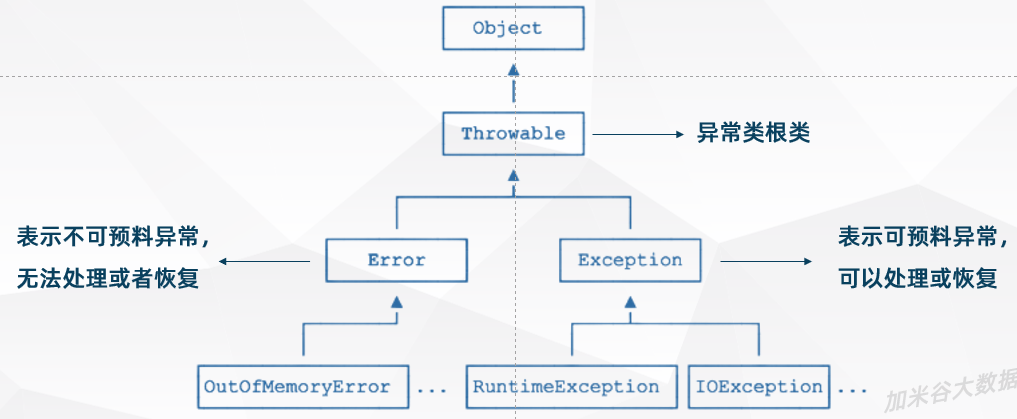 Object
Throwable
异常类根类
表示不可预料异常，
无法处理或者恢复
Error
Exception
表示可预料异常，
可以处理或恢复
OutOfMemoryError
...
RuntimeException
IOException
...
加米谷大数据